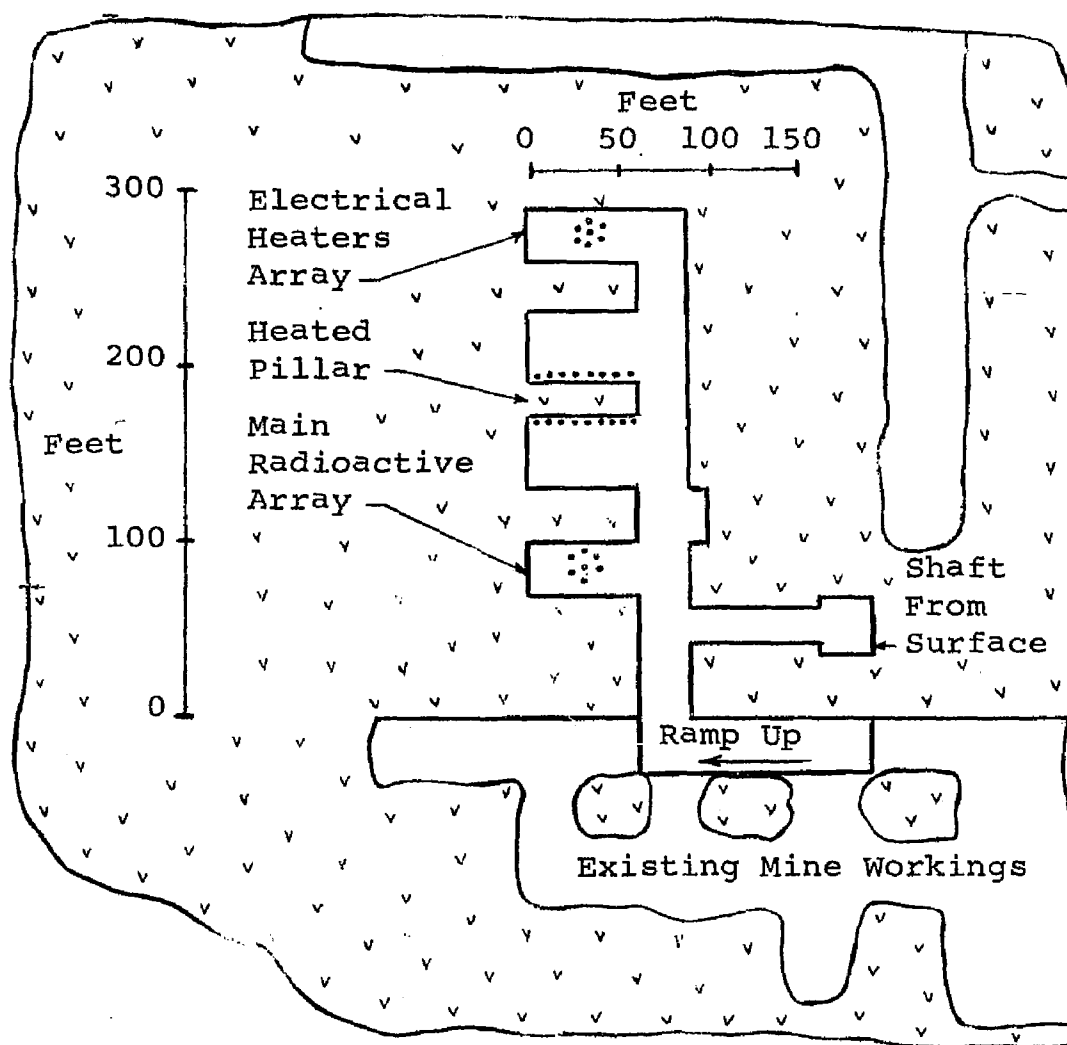 Feet
0 50 100 150
300
Electrical
Heaters
Array
Heated
200
Pillar
Main
Feet
Radioactive
Array
100
Shaft
From
Surface
0
Ramp Up
Existing Mine Workings